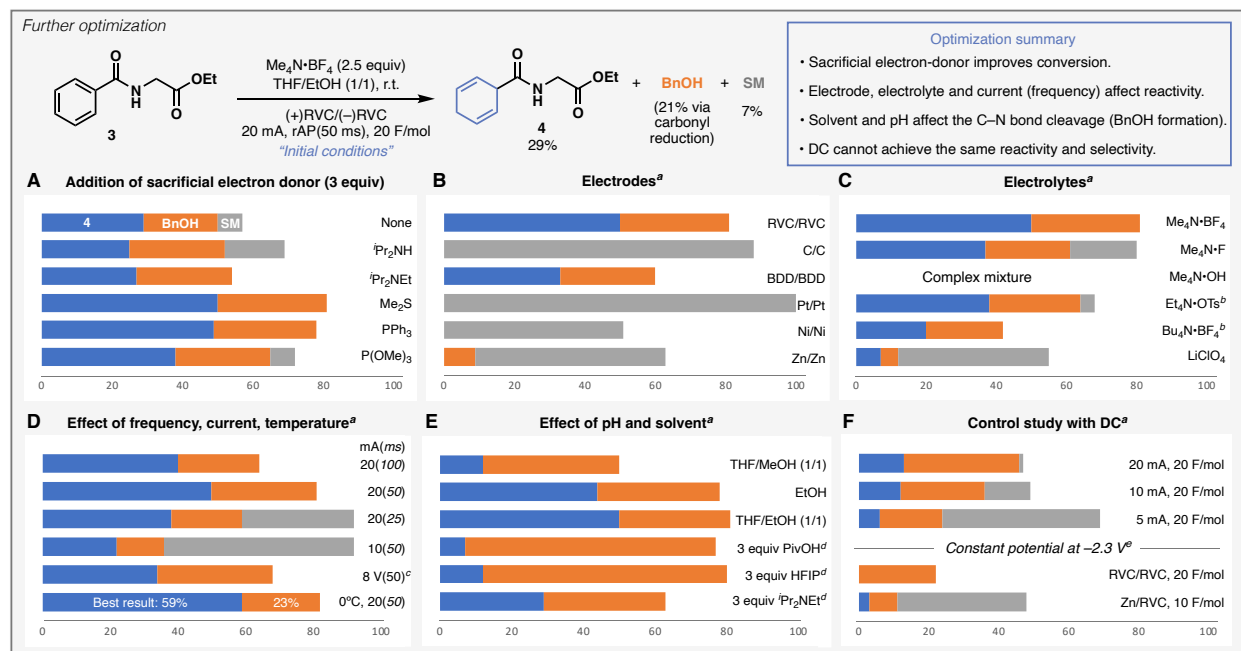 Further optimization
O
N
H
O
OEt
3
Me₄N•BF₄ (2.5 equiv)
THF/EtOH (1/1), r.t.
(+)RVC/(–)RVC
20 mA, rAP(50 ms), 20 F/mol
“Initial conditions”
O
N
H
O
OEt
4
29%
+ BnOH + SM
(21% via
carbonyl
reduction)
7%
Optimization summary
• Sacrificial electron-donor improves conversion.
• Electrode, electrolyte and current (frequency) affect reactivity.
• Solvent and pH affect the C–N bond cleavage (BnOH formation).
• DC cannot achieve the same reactivity and selectivity.
A Addition of sacrificial electron donor (3 equiv)
4 BnOH SM None
ⁱPr₂NH
ⁱPr₂NEt
Me₂S
PPh₃
P(OMe)₃
0 20 40 60 80 100
B Electrodesᵃ
RVC/RVC
C/C
BDD/BDD
Pt/Pt
Ni/Ni
Zn/Zn
0 20 40 60 80 100
C Electrolytesᵃ
Me₄N•BF₄
Me₄N•F
Complex mixture Me₄N•OH
Et₄N•OTsᵇ
Bu₄N•BF₄ᵇ
LiClO₄
0 20 40 60 80 100
D Effect of frequency, current, temperatureᵃ
mA(ms)
20(100)
20(50)
20(25)
10(50)
8 V(50)ᶜ
Best result: 59% 23% 0ºC, 20(50)
0 20 40 60 80 100
E Effect of pH and solventᵃ
THF/MeOH (1/1)
EtOH
THF/EtOH (1/1)
3 equiv PivOHᵈ
3 equiv HFIPᵈ
3 equiv ⁱPr₂NEtᵈ
0 20 40 60 80 100
F Control study with DCᵃ
20 mA, 20 F/mol
10 mA, 20 F/mol
5 mA, 20 F/mol
Constant potential at –2.3 Vᵉ
RVC/RVC, 20 F/mol
Zn/RVC, 10 F/mol
0 20 40 60 80 100